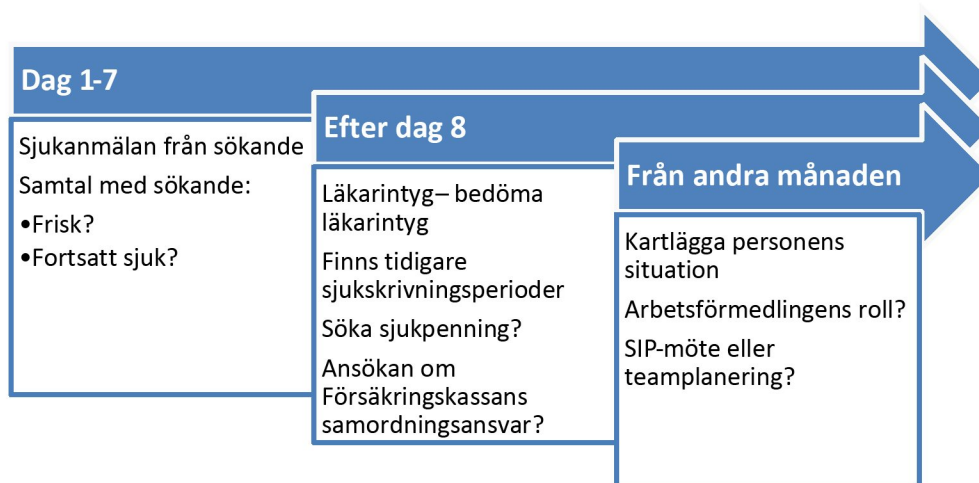 Dag 1-7
Sjukanmälan från sökande
Samtal med sökande:
•Frisk?
•Fortsatt sjuk?
Efter dag 8
Läkarintyg– bedöma
läkarintyg
Finns tidigare
sjukskrivningsperioder
Söka sjukpenning?
Ansökan om
Försäkringskassans
samordningsansvar?
Från andra månaden
Kartlägga personens
situation
Arbetsförmedlingens roll?
SIP-möte eller
teamplanering?